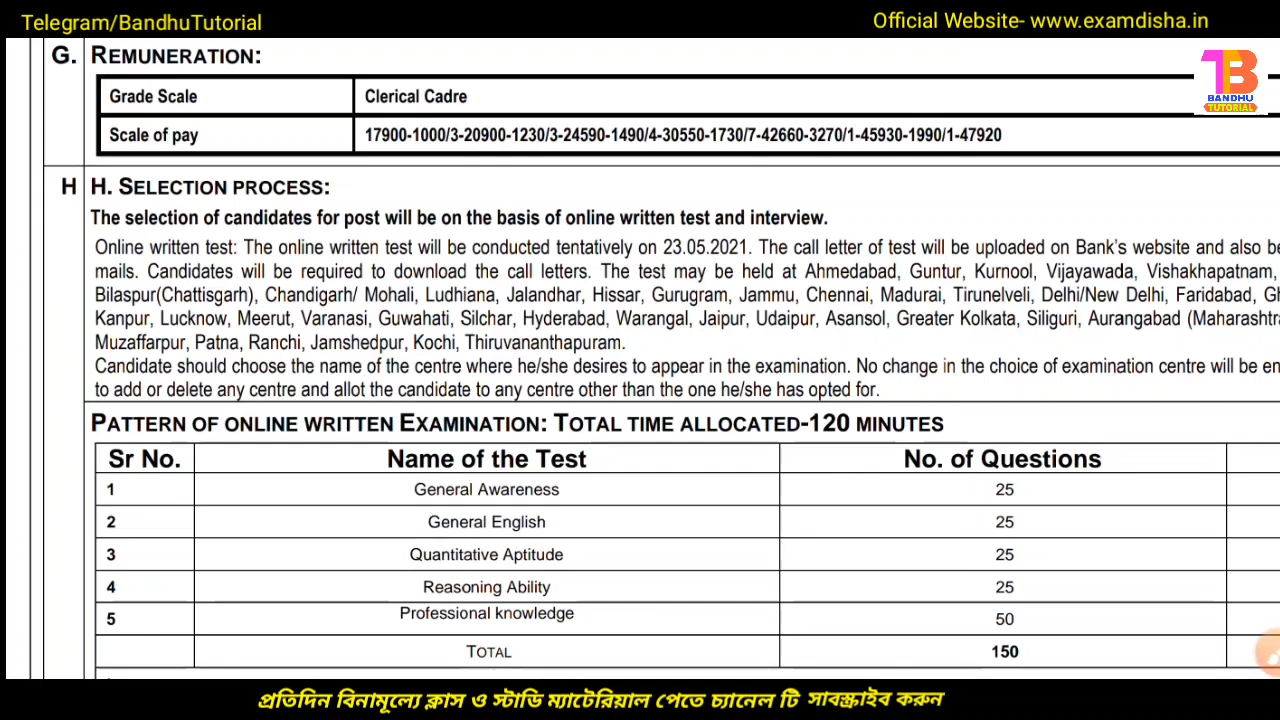 Telegram/BandhuTutorial
Official Website- www.examdisha.in
G. REMUNERATION:
BANDHU
TUTORIAL
Grade Scale Clerical Cadre
Scale of pay 17900-1000/3-20900-1230/3-24590-1490/4-30550-1730/7-42660-3270/1-45930-1990/1-47920
H H. SELECTION PROCESS:
The selection of candidates for post will be on the basis of online written test and interview.
Online written test: The online written test will be conducted tentatively on 23.05.2021. The call letter of test will be uploaded on Bank's website and also be
mails. Candidates will be required to download the call letters. The test may be held at Ahmedabad, Guntur, Kurnool, Vijayawada, Vishakhapatnam,
Bilaspur(Chattisgarh), Chandigarh/ Mohali, Ludhiana, Jalandhar, Hissar, Gurugram, Jammu, Chennai, Madurai, Tirunelveli, Delhi/New Delhi, Faridabad,
Kanpur, Lucknow, Meerut, Varanasi, Guwahati, Silchar, Hyderabad, Warangal, Jaipur, Udaipur, Asansol, Greater Kolkata, Siliguri, Aurangabad (Maharashtra
Muzaffarpur, Patna, Ranchi, Jamshedpur, Kochi, Thiruvananthapuram.
Candidate should choose the name of the centre where he/she desires to appear in the examination. No change in the choice of examination centre will be
to add or delete any centre and allot the candidate to any centre other than the one he/she has opted for.
PATTERN OF ONLINE WRITTEN EXAMINATION: TOTAL TIME ALLOCATED-120 MINUTES
Sr No. Name of the Test No. of Questions
1 General Awareness 25
2 General English 25
3 Quantitative Aptitude 25
4 Reasoning Ability 25
5 Professional knowledge 50
TOTAL 150
প্রতিদিন বিনামূল্যে ক্লাস ও স্টাডি ম্যাটেরিয়াল পেতে চ্যানেল টি সাবস্ক্রাইব করুন